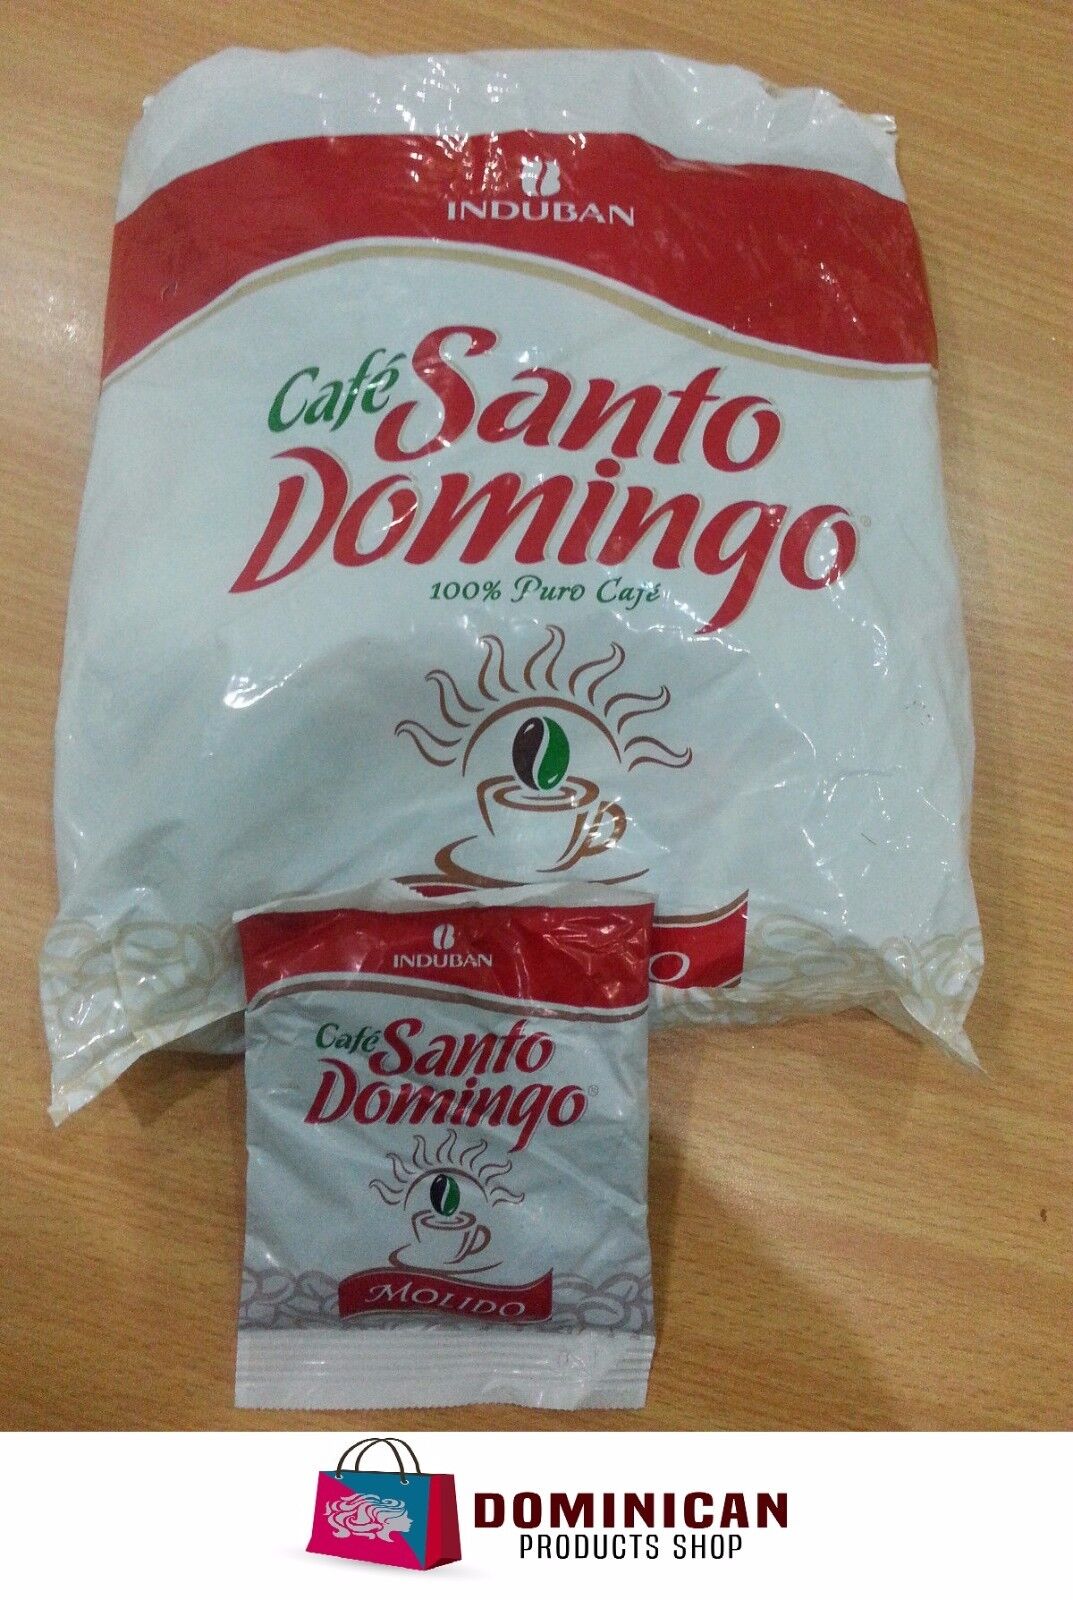 INDUBAN
Café Santo
Domingo®
100% Puro Café
O
INDUBAN
Café Santo
Domingo®
MOLIDO
DOMINICAN
PRODUCTS SHOP